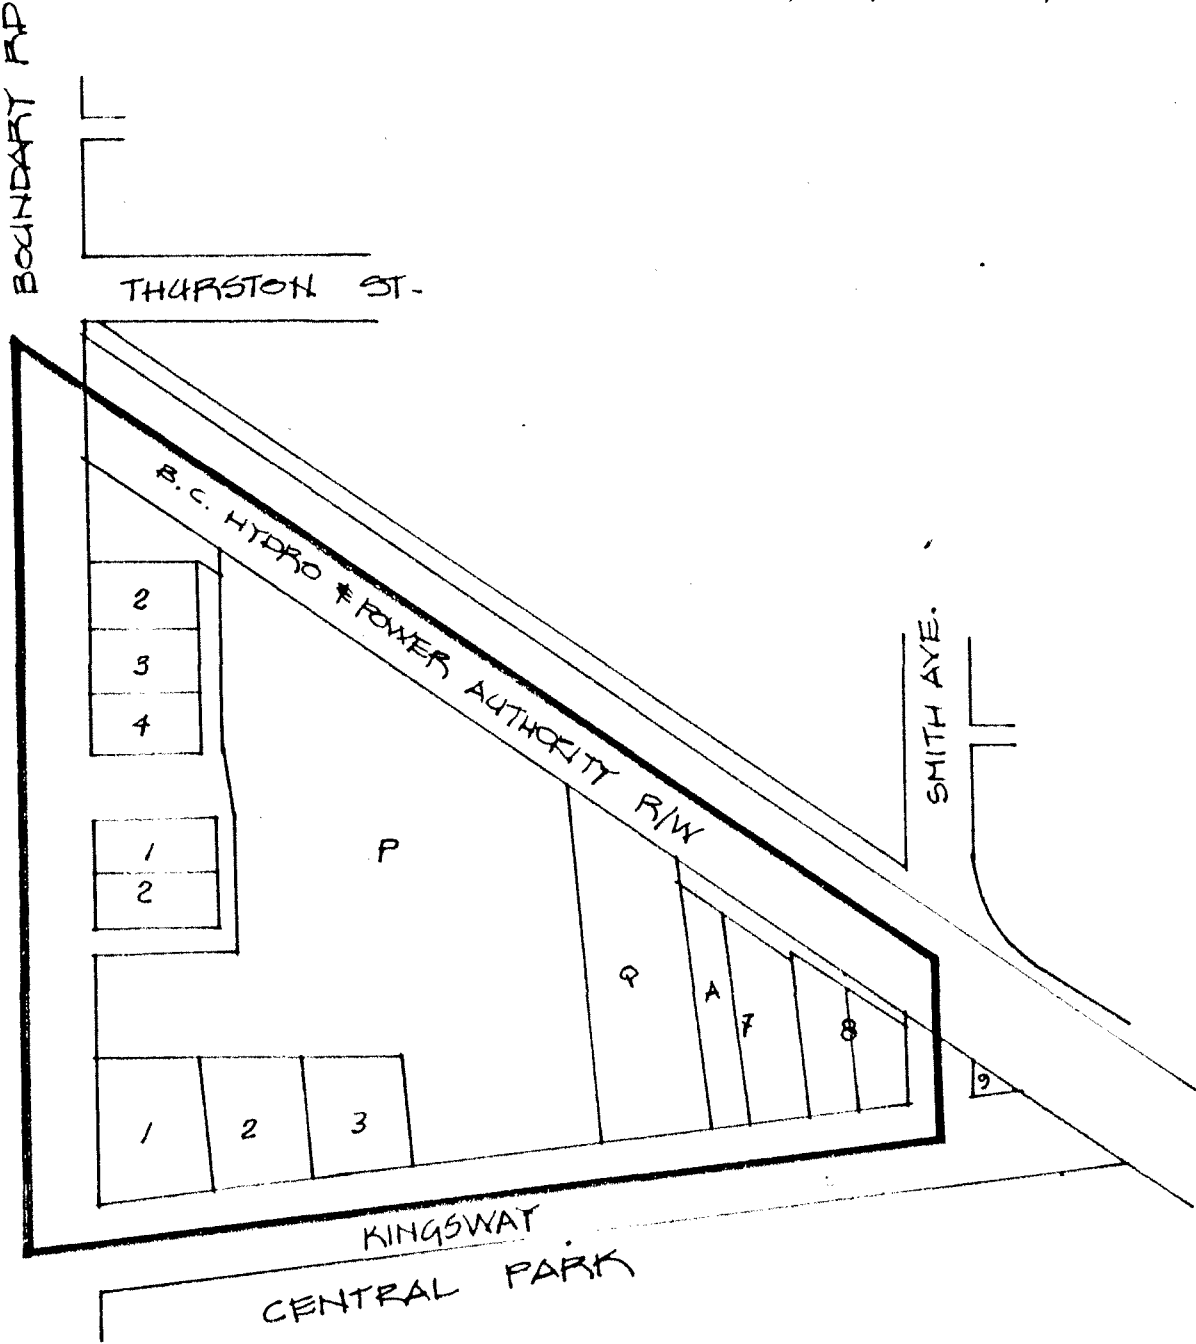 BOUNDARY RD
THURSTON ST.
B.C. HYDRO & POWER AUTHORITY R/W
SMITH AVE.
2
3
4
1
2
P
Q
A
7
8
9
1
2
3
KINGSWAY
CENTRAL PARK